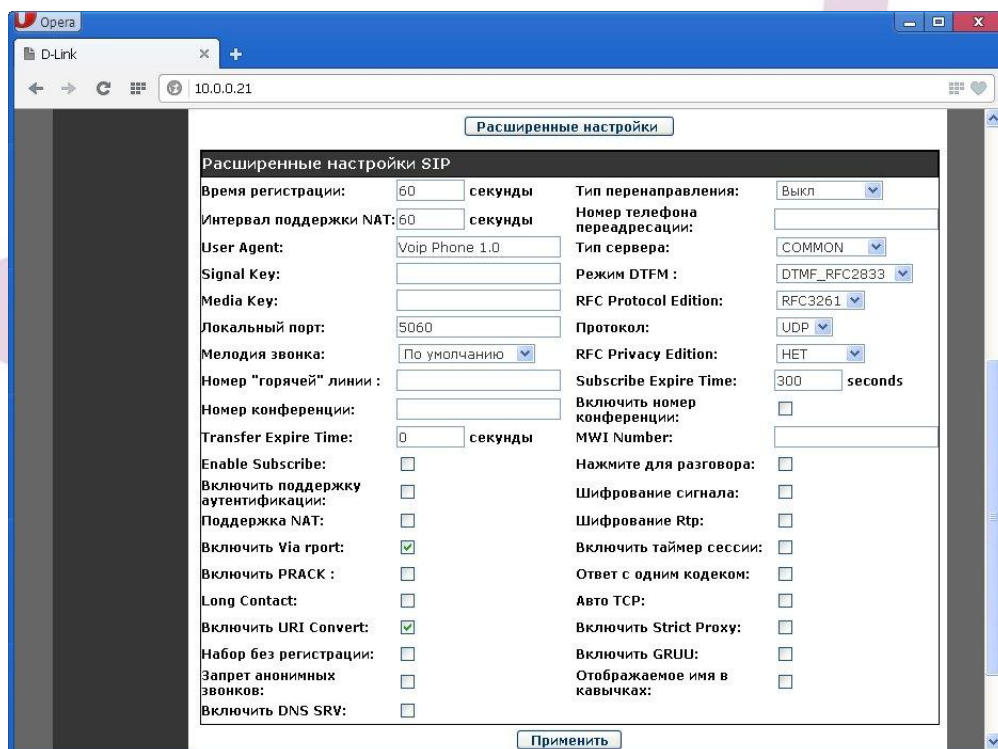 Opera
D-Link
10.0.0.21
Расширенные настройки
Расширенные настройки SIP
Время регистрации: 60 секунды Тип перенаправления: Выкл
Интервал поддержки NAT: 60 секунды Номер телефона переадресации:
User Agent: Voip Phone 1.0 Тип сервера: COMMON
Signal Key: Режим DTFM : DTMF_RFC2833
Media Key: RFC Protocol Edition: RFC3261
Локальный порт: 5060 Протокол: UDP
Мелодия звонка: По умолчанию RFC Privacy Edition: НЕТ
Номер "горячей" линии : Subscribe Expire Time: 300 seconds
Номер конференции: Включить номер конференции:
Transfer Expire Time: 0 секунды MWI Number:
Enable Subscribe: Нажмите для разговора:
Включить поддержку аутентификации: Шифрование сигнала:
Поддержка NAT: Шифрование Rtp:
Включить Via rport: Включить таймер сессии:
Включить PRACK : Ответ с одним кодеком:
Long Contact: Авто TCP:
Включить URI Convert: Включить Strict Proxy:
Набор без регистрации: Включить GRUU:
Запрет анонимных звонков: Отображаемое имя в кавычках:
Включить DNS SRV:
Применить